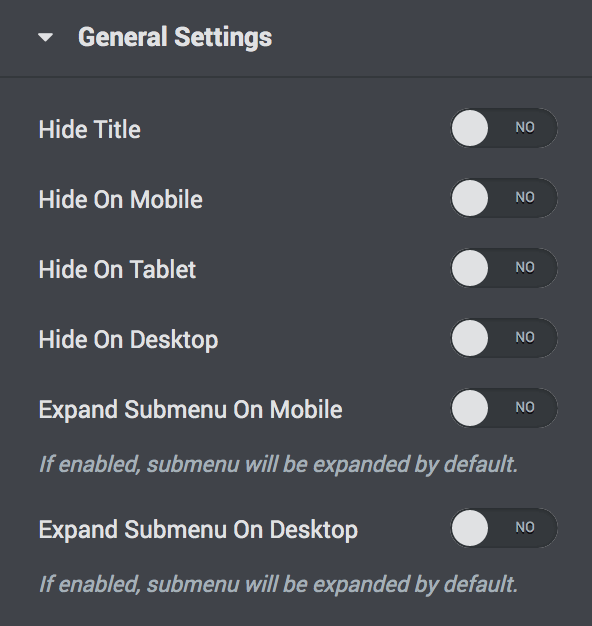 General Settings
Hide Title NO
Hide On Mobile NO
Hide On Tablet NO
Hide On Desktop NO
Expand Submenu On Mobile NO
If enabled, submenu will be expanded by default.
Expand Submenu On Desktop NO
If enabled, submenu will be expanded by default.